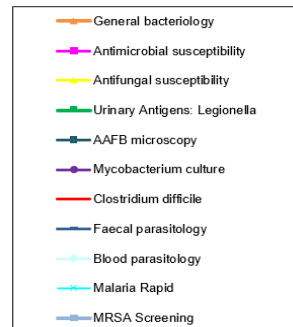 General bacteriology
Antimicrobial susceptibility
Antifungal susceptibility
Urinary Antigens: Legionella
AAFB microscopy
Mycobacterium culture
Clostridium difficile
Faecal parasitology
Blood parasitology
Malaria Rapid
MRSA Screening